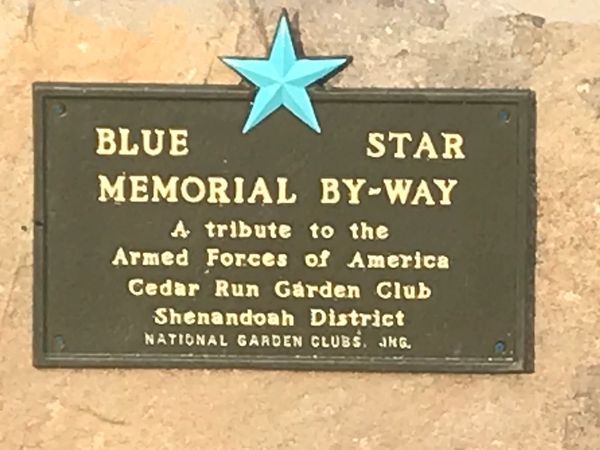 BLUE STAR
MEMORIAL BY-WAY
A tribute to the
Armed Forces of America
Cedar Run Garden Club
Shenandoah District
NATIONAL GARDEN CLUBS, INC.